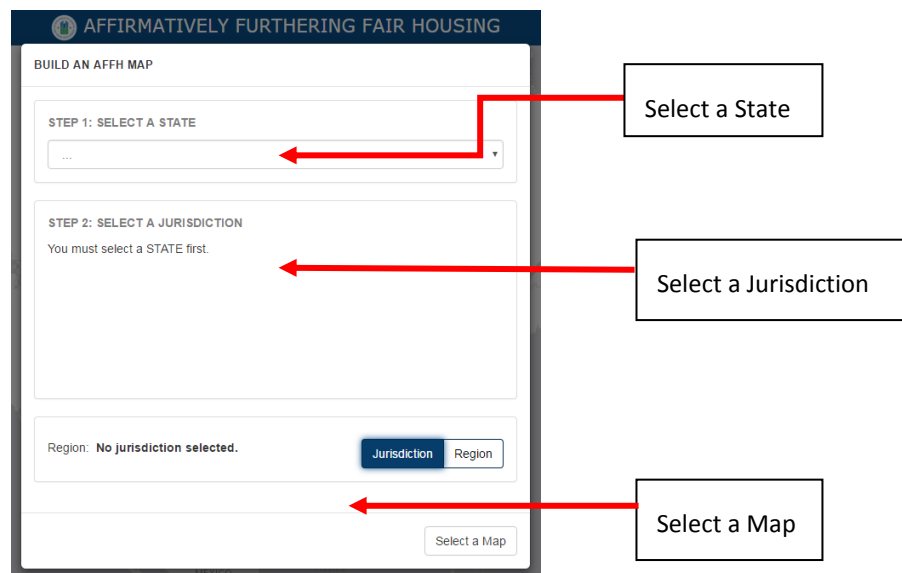 AFFIRMATIVELY FURTHERING FAIR HOUSING
BUILD AN AFFH MAP
STEP 1: SELECT A STATE
...
Select a State
STEP 2: SELECT A JURISDICTION
You must select a STATE first.
Select a Jurisdiction
Region: No jurisdiction selected.
Jurisdiction
Region
Select a Map
Select a Map